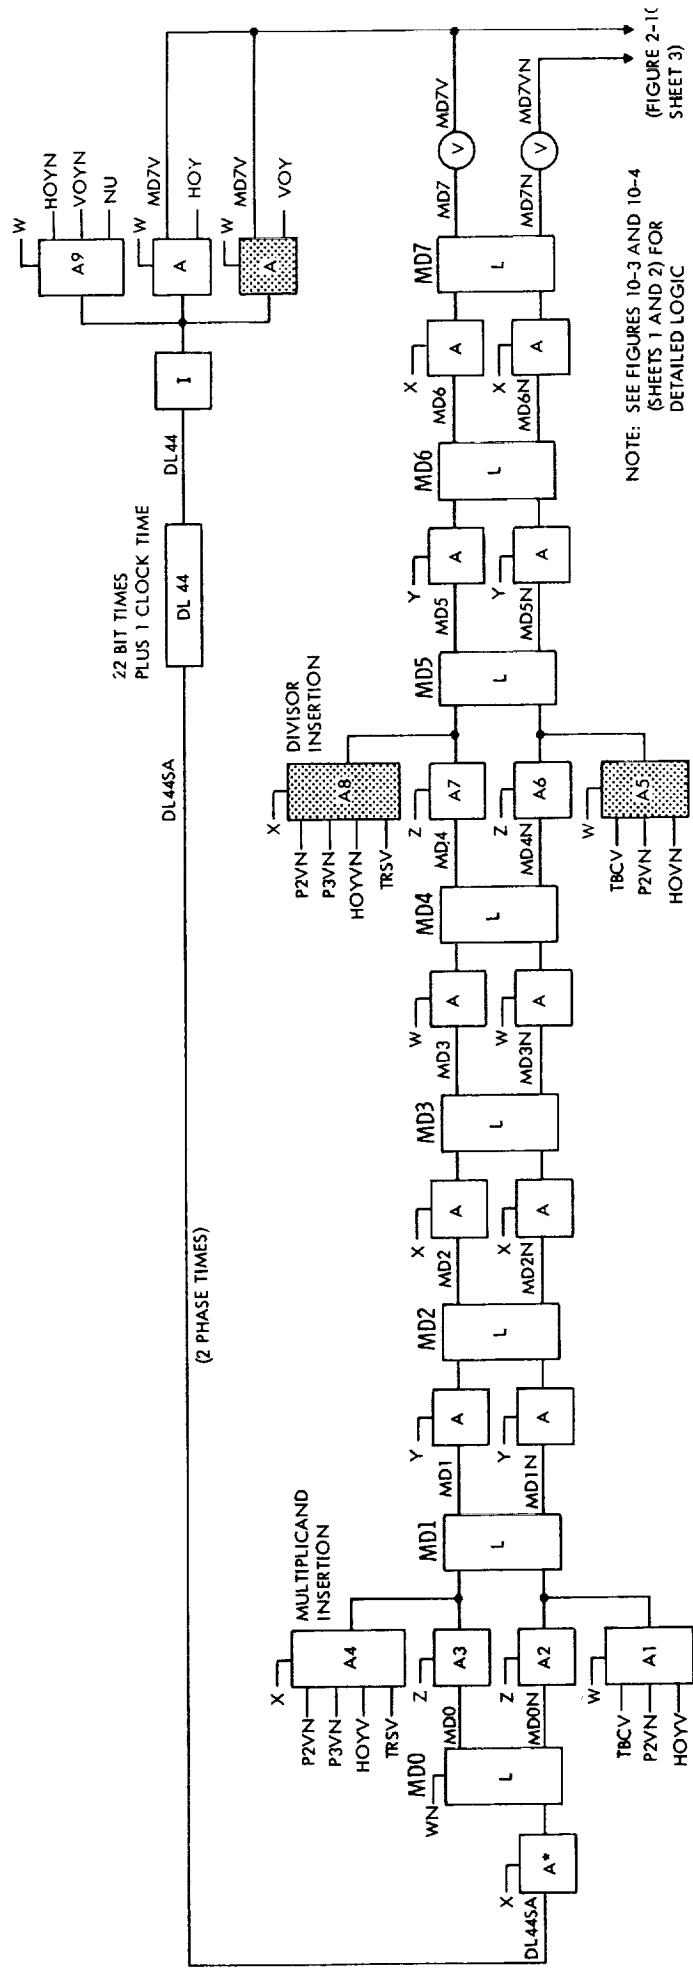 W
HOYN
VOYN
NU
A9
W
MD7V
HOY
A
W
MD7V
VOY
A
I
DL44
22 BIT TIMES
PLUS 1 CLOCK TIME
DL 44
DL44SA
(2 PHASE TIMES)
MULTIPLICAND
INSERTION
X
P2VN
P3VN
HOYV
TRSV
A4
DIVISOR
INSERTION
X
P2VN
P3VN
HOYVN
TRSV
A8
X
DL44SA
A*
WN
MD0
L
MD0
MD0N
Z
A3
Z
A2
W
TBCV
P2VN
HOYV
A1
MD1
L
MD1
MD1N
Y
A
Y
A
MD2
L
MD2
MD2N
X
A
X
A
MD3
L
MD3
MD3N
W
A
W
A
MD4
L
MD4
MD4N
Z
A7
Z
A6
W
TBCV
P2VN
HOVN
A5
MD5
L
MD5
MD5N
Y
A
Y
A
MD6
L
MD6
MD6N
X
A
X
A
MD7
L
MD7
MD7N
V
V
MD7V
MD7VN
(FIGURE 2-1(
SHEET 3)
NOTE: SEE FIGURES 10-3 AND 10-4
(SHEETS 1 AND 2) FOR
DETAILED LOGIC